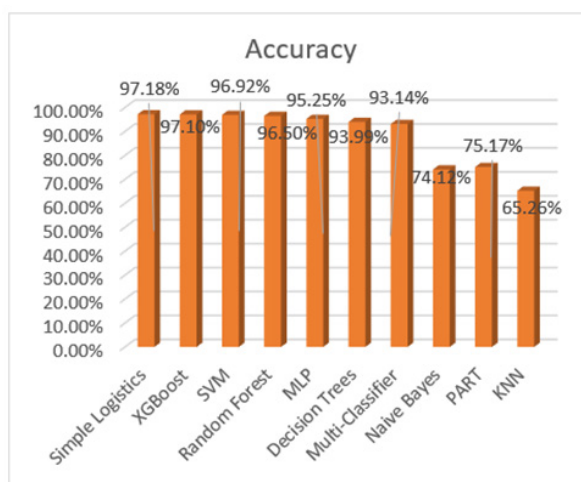 Accuracy
97.18%
97.10%
96.92%
96.50%
95.25%
93.99%
93.14%
74.12%
75.17%
65.26%
100.00%
90.00%
80.00%
70.00%
60.00%
50.00%
40.00%
30.00%
20.00%
10.00%
0.00%
Simple Logistics
XGBoost
SVM
Random Forest
MLP
Decision Trees
Multi-Classifier
Naive Bayes
PART
KNN